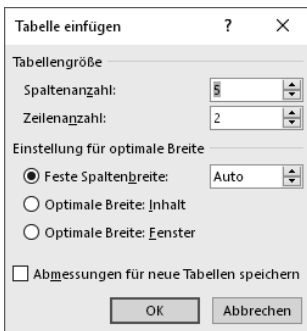 Tabelle einfügen ? ×
Tabellengröße
Spaltenanzahl: 5
Zeilenanzahl: 2
Einstellung für optimale Breite
Feste Spaltenbreite: Auto
Optimale Breite: Inhalt
Optimale Breite: Fenster
Abmessungen für neue Tabellen speichern
OK Abbrechen